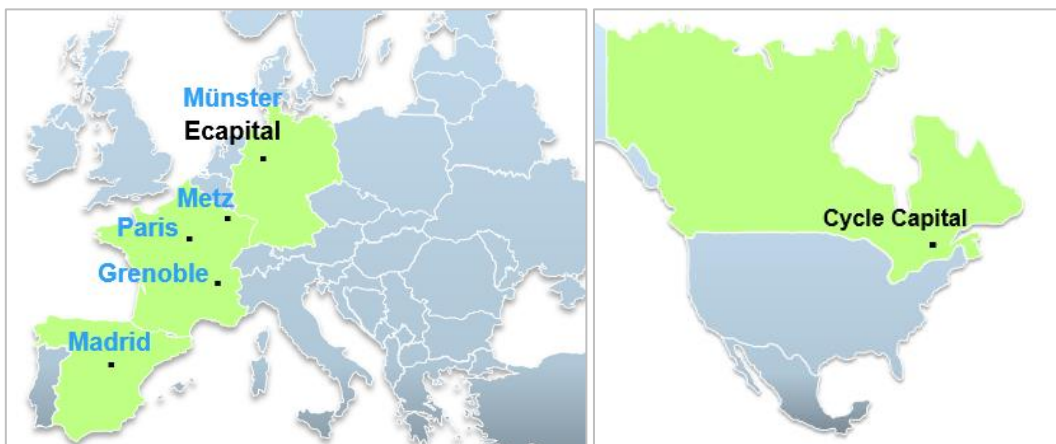 Münster
Ecapital
Metz
Paris
Grenoble
Madrid
Cycle Capital